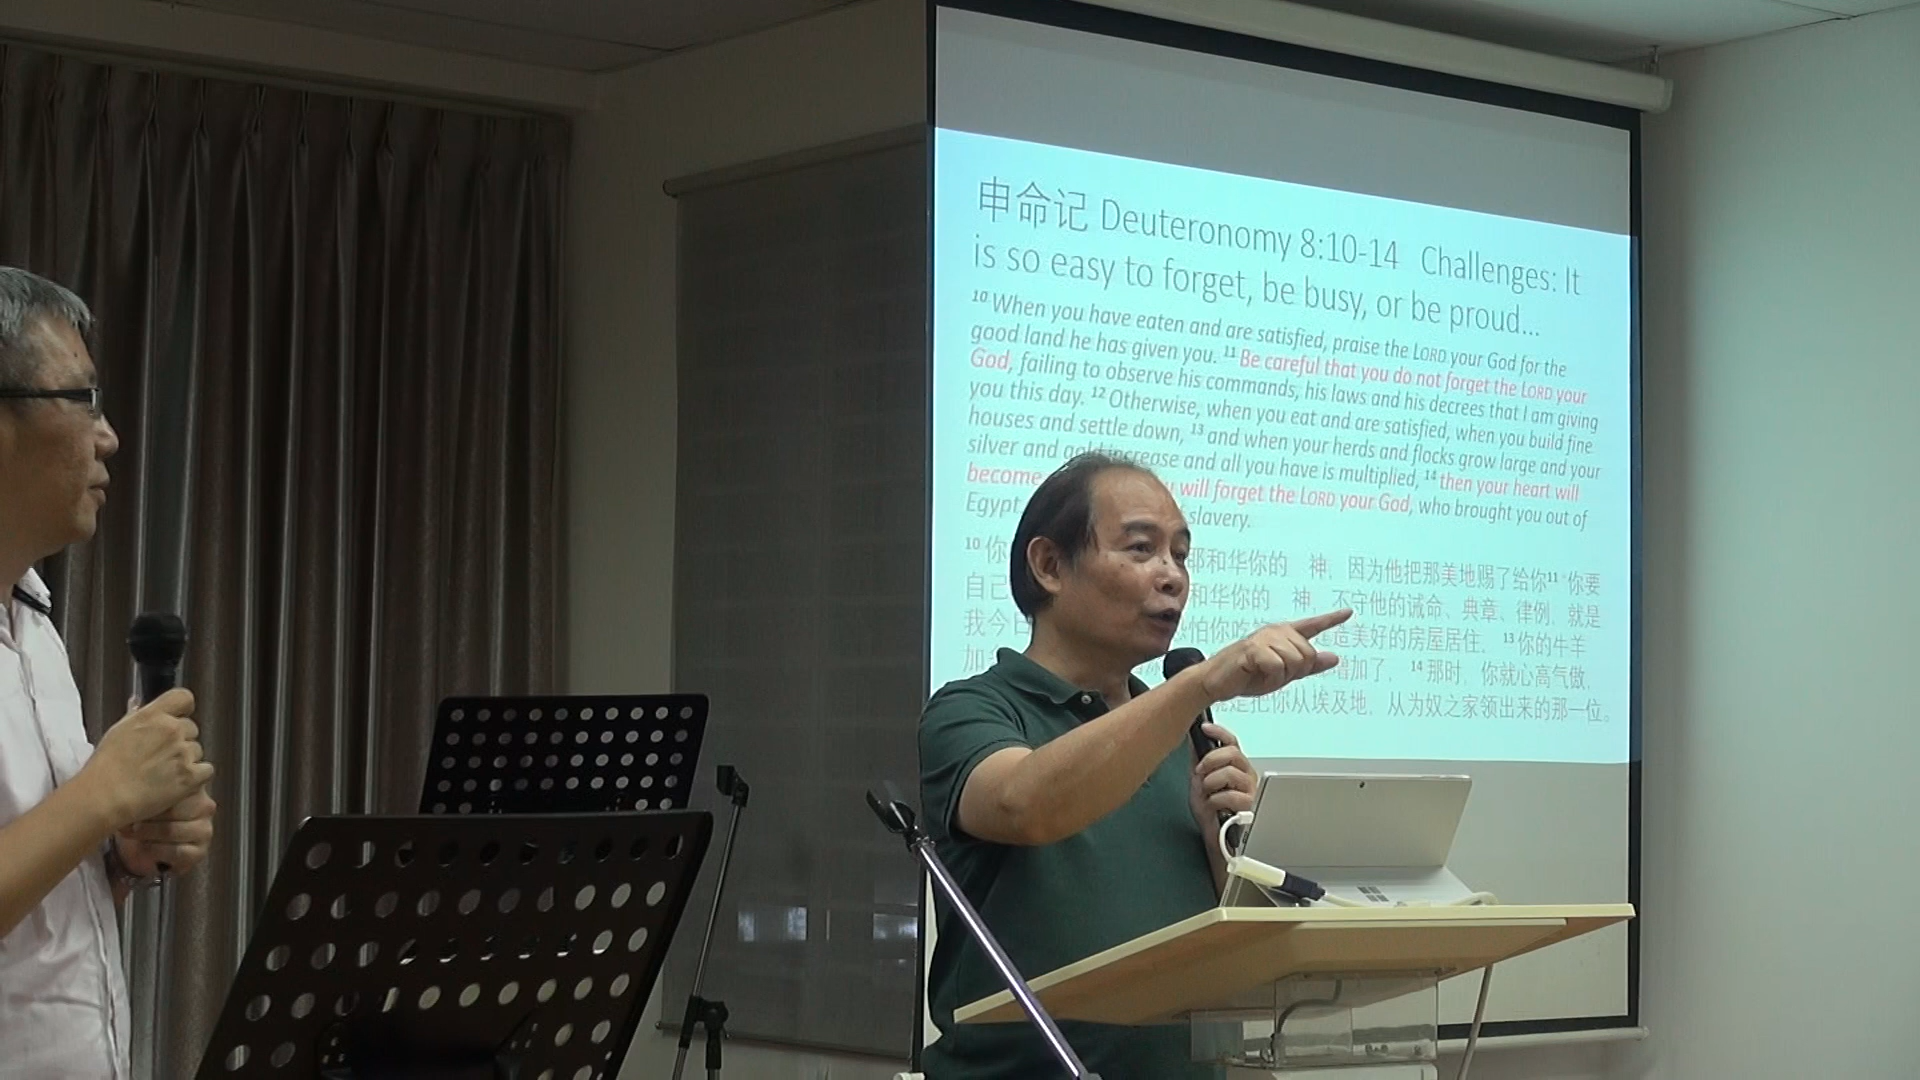 申命记 Deuteronomy 8:10-14 Challenges: It
is so easy to forget, be busy, or be proud...
10 When you have eaten and are satisfied, praise the LORD your God for the
good land he has given you. 11 Be careful that you do not forget the LORD your
God, failing to observe his commands, his laws and his decrees that I am giving
you this day. 12 Otherwise, when you eat and are satisfied, when you build fine
houses and settle down, 13 and when your herds and flocks grow large and your
silver and gold increase and all you have is multiplied, 14 then your heart will
become will forget the LORD your God, who brought you out of
Egypt slavery.
10 你 耶和华你的 神，因为他把那美地赐了给你 11 你要
自己 和华你的 神，不守他的诫命、典章、律例，就是
我今日 恐怕你吃 造美好的房屋居住， 13 你的牛羊
加 增加了， 14 那时，你就心高气傲，
是把你从埃及地，从为奴之家领出来的那一位。